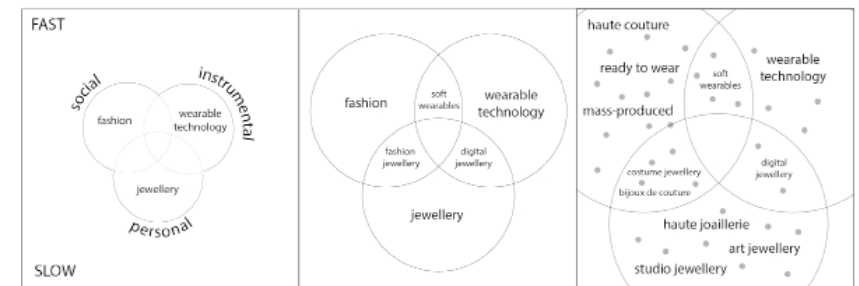 FAST
social
instrumental
fashion
wearable
technology
jewellery
personal
SLOW
fashion
soft
wearables
wearable
technology
fashion
jewellery
digital
jewellery
jewellery
haute couture
ready to wear
mass-produced
soft
wearables
wearable
technology
costume jewellery
bijoux de couture
digital
jewellery
haute joaillerie
art jewellery
studio jewellery